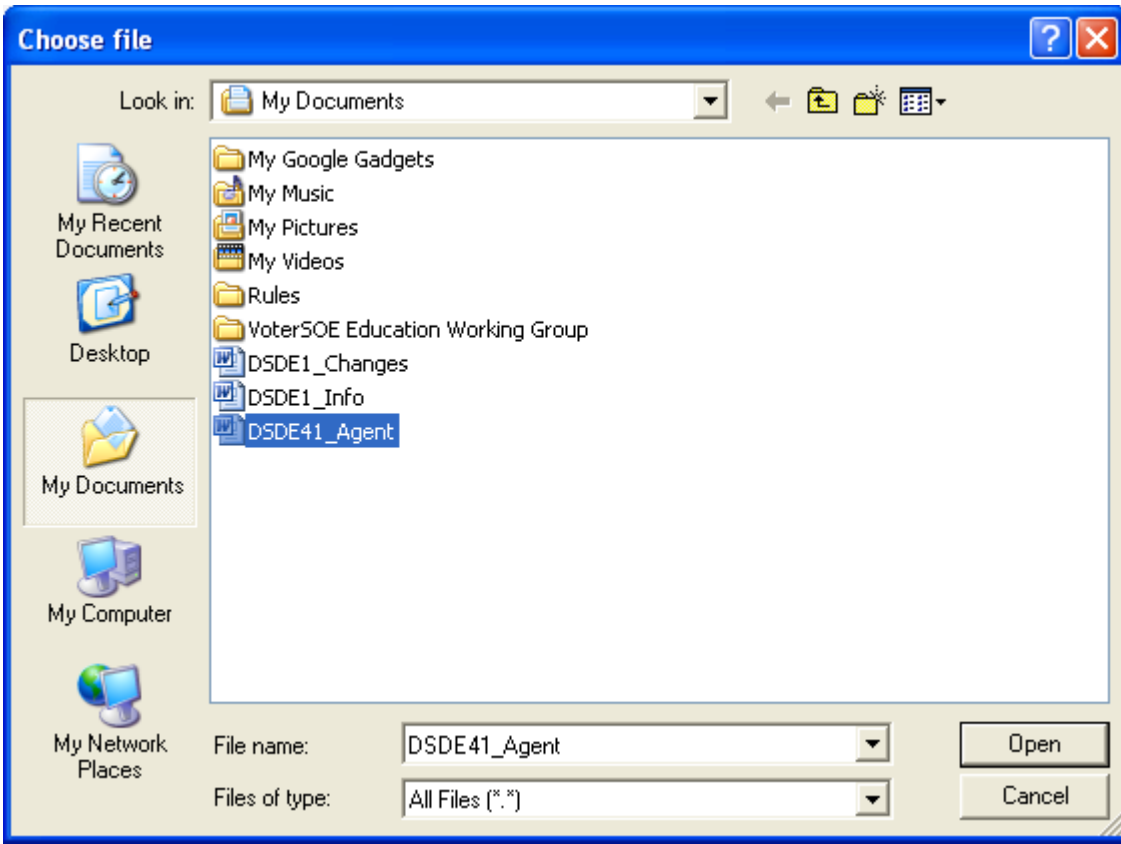 Choose file
Look in:
My Documents
My Recent
Documents
Desktop
My Documents
My Computer
My Network
Places
My Google Gadgets
My Music
My Pictures
My Videos
Rules
VoterSOE Education Working Group
DSDE1_Changes
DSDE1_Info
DSDE41_Agent
File name:
DSDE41_Agent
Open
Files of type:
All Files (*.*)
Cancel